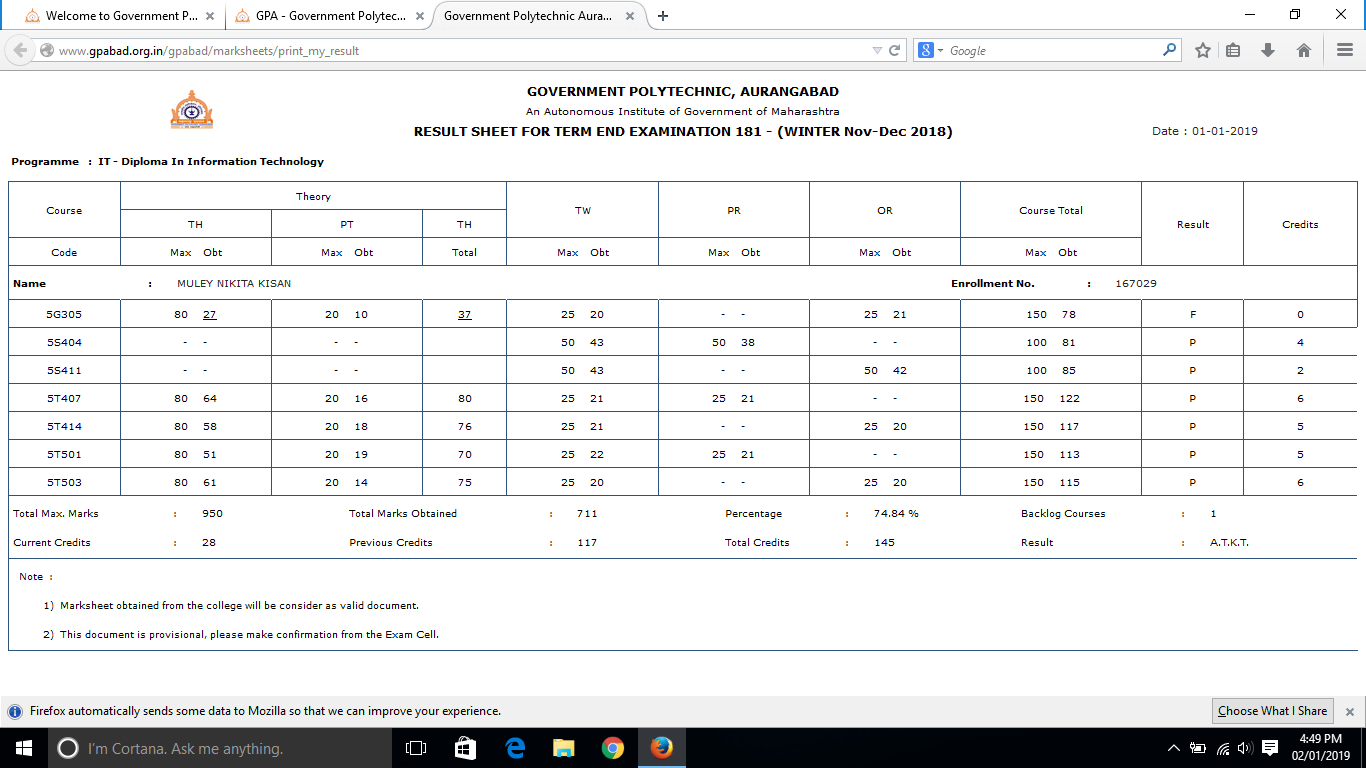 Welcome to Government P... GPA - Government Polytec... Government Polytechnic Aura...
www.gpabad.org.in/gpabad/marksheets/print_my_result Google
GOVERNMENT POLYTECHNIC, AURANGABAD
An Autonomous Institute of Government of Maharashtra
RESULT SHEET FOR TERM END EXAMINATION 181 - (WINTER Nov-Dec 2018) Date : 01-01-2019
Programme : IT - Diploma In Information Technology
Course Theory TW PR OR Course Total Result Credits
TH PT TH
Code Max Obt Max Obt Total Max Obt Max Obt Max Obt Max Obt
Name : MULEY NIKITA KISAN Enrollment No. : 167029
5G305 80 27 20 10 37 25 20 - - 25 21 150 78 F 0
5S404 - - - - 50 43 50 38 - - 100 81 P 4
5S411 - - - - 50 43 - - 50 42 100 85 P 2
5T407 80 64 20 16 80 25 21 25 21 - - 150 122 P 6
5T414 80 58 20 18 76 25 21 - - 25 20 150 117 P 5
5T501 80 51 20 19 70 25 22 25 21 - - 150 113 P 5
5T503 80 61 20 14 75 25 20 - - 25 20 150 115 P 6
Total Max. Marks : 950 Total Marks Obtained : 711 Percentage : 74.84 % Backlog Courses : 1
Current Credits : 28 Previous Credits : 117 Total Credits : 145 Result : A.T.K.T.
Note :
1) Marksheet obtained from the college will be consider as valid document.
2) This document is provisional, please make confirmation from the Exam Cell.
Firefox automatically sends some data to Mozilla so that we can improve your experience. Choose What I Share
I'm Cortana. Ask me anything. 4:49 PM
02/01/2019